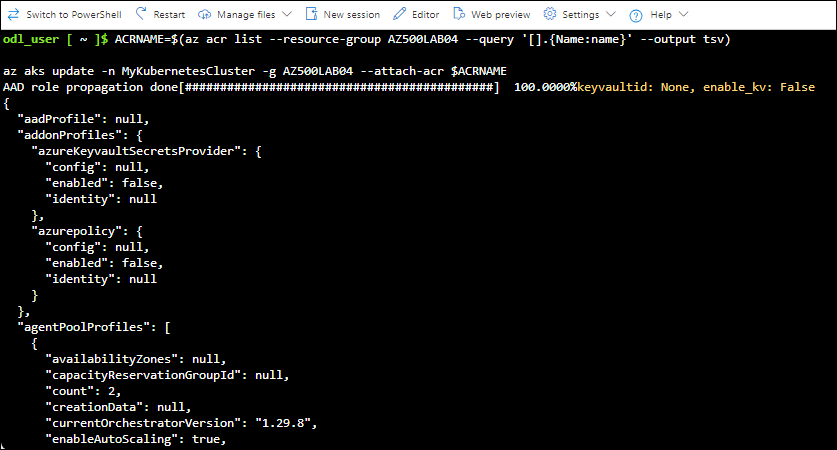 Switch to PowerShell Restart Manage files New session Editor Web preview Settings Help
odl_user [ ~ ]$ ACRNAME=$(az acr list --resource-group AZ500LAB04 --query '[].{Name:name}' --output tsv)
az aks update -n MyKubernetesCluster -g AZ500LAB04 --attach-acr $ACRNAME
AAD role propagation done[############################################]  100.0000%keyvaultid: None, enable_kv: False
{
  "aadProfile": null,
  "addonProfiles": {
    "azureKeyvaultSecretsProvider": {
      "config": null,
      "enabled": false,
      "identity": null
    },
    "azurepolicy": {
      "config": null,
      "enabled": false,
      "identity": null
    }
  },
  "agentPoolProfiles": [
    {
      "availabilityZones": null,
      "capacityReservationGroupId": null,
      "count": 2,
      "creationData": null,
      "currentOrchestratorVersion": "1.29.8",
      "enableAutoScaling": true,